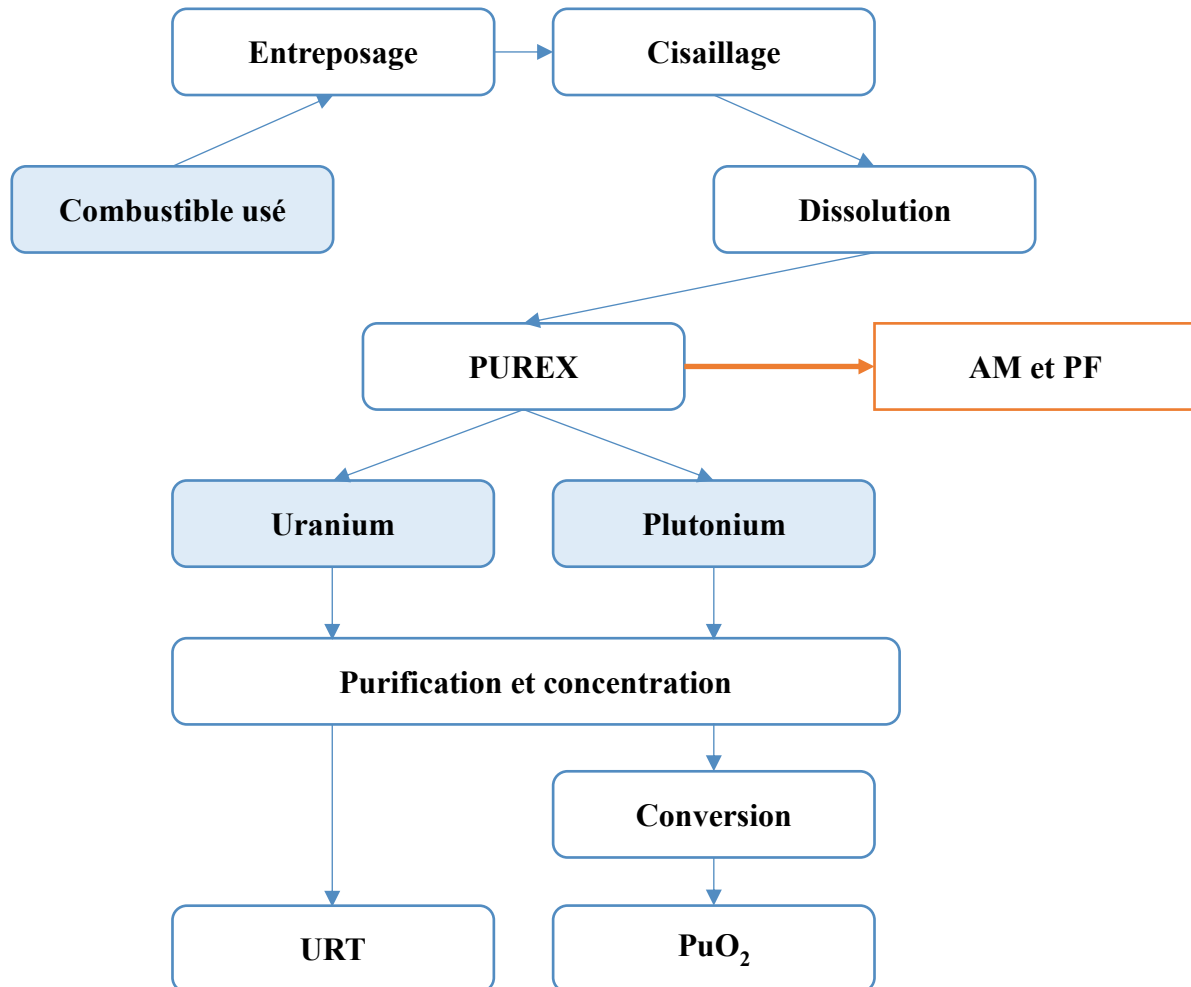 Entreposage
Cisaillage
Combustible usé
Dissolution
PUREX
AM et PF
Uranium
Plutonium
Purification et concentration
Conversion
URT
PuO₂